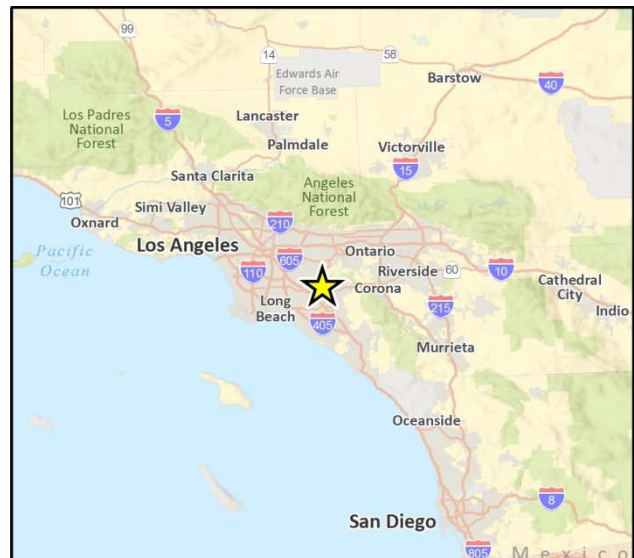 99
14
58
Edwards Air
Force Base
Barstow
40
Los Padres
National
Forest
5
Lancaster
Palmdale
Victorville
15
Santa Clarita
Angeles
National
Forest
101
Oxnard
Simi Valley
210
Pacific
Ocean
Los Angeles
605
110
Ontario
Riverside
60
10
Cathedral
City
Indio
Long
Beach
Corona
405
215
Murrieta
Oceanside
San Diego
8
805
Mexico